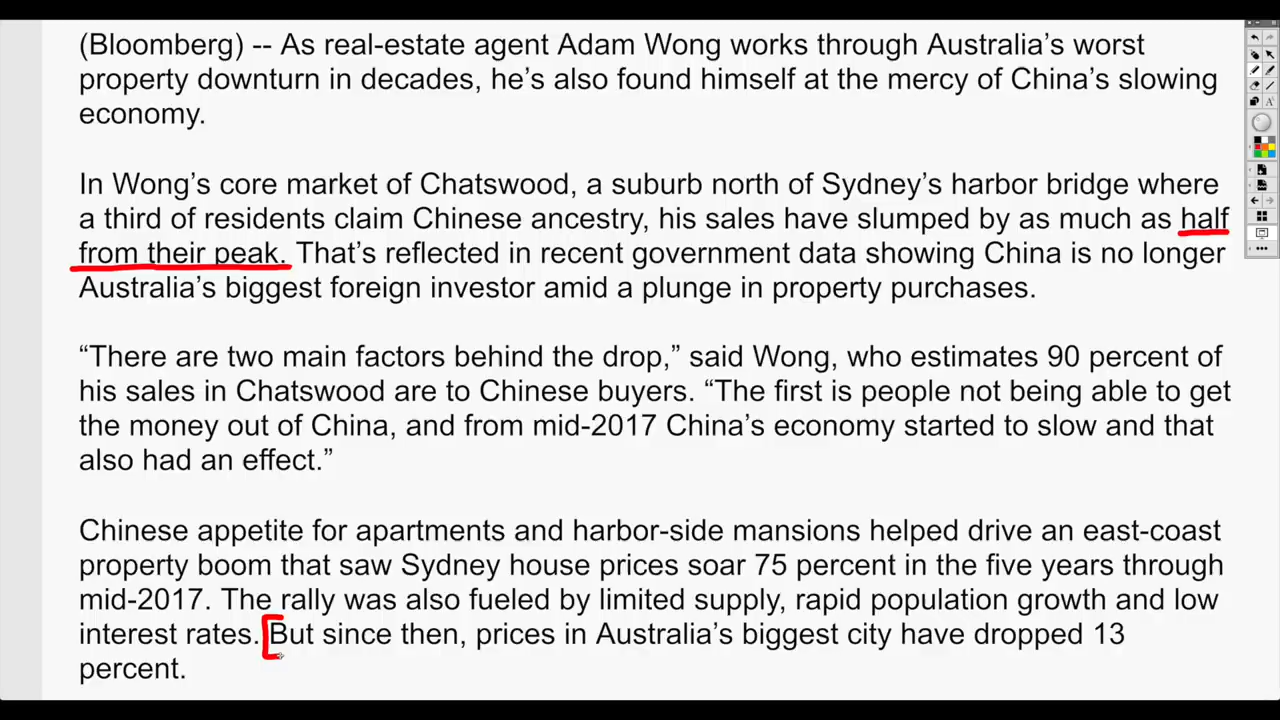 (Bloomberg) -- As real-estate agent Adam Wong works through Australia’s worst
property downturn in decades, he’s also found himself at the mercy of China’s slowing
economy.
In Wong’s core market of Chatswood, a suburb north of Sydney’s harbor bridge where
a third of residents claim Chinese ancestry, his sales have slumped by as much as half
from their peak. That’s reflected in recent government data showing China is no longer
Australia’s biggest foreign investor amid a plunge in property purchases.
“There are two main factors behind the drop,” said Wong, who estimates 90 percent of
his sales in Chatswood are to Chinese buyers. “The first is people not being able to get
the money out of China, and from mid-2017 China’s economy started to slow and that
also had an effect.”
Chinese appetite for apartments and harbor-side mansions helped drive an east-coast
property boom that saw Sydney house prices soar 75 percent in the five years through
mid-2017. The rally was also fueled by limited supply, rapid population growth and low
interest rates. But since then, prices in Australia’s biggest city have dropped 13
percent.